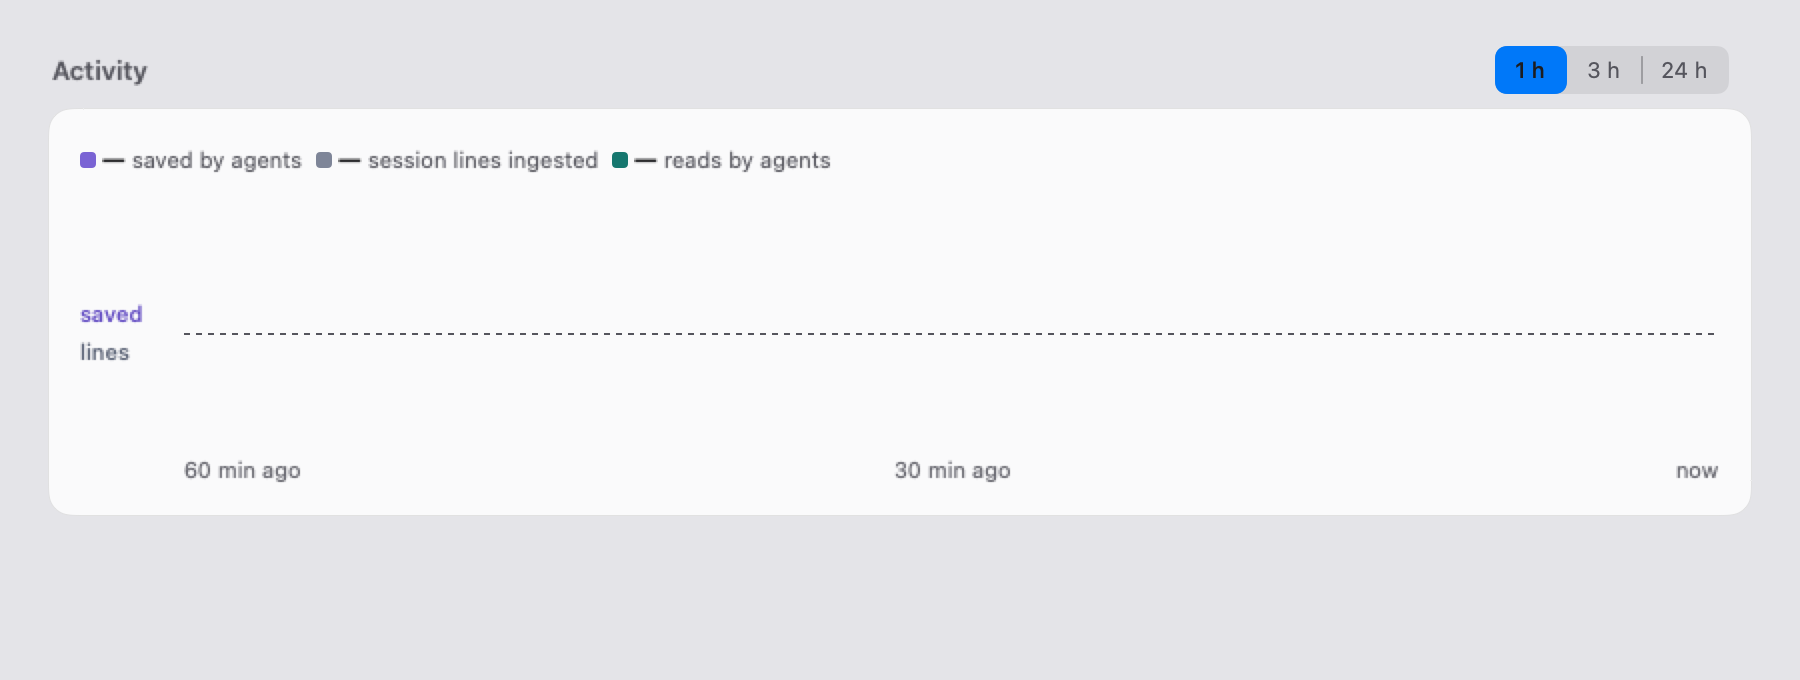 Activity
1 h 3 h 24 h
— saved by agents — session lines ingested — reads by agents
saved
lines
60 min ago 30 min ago now